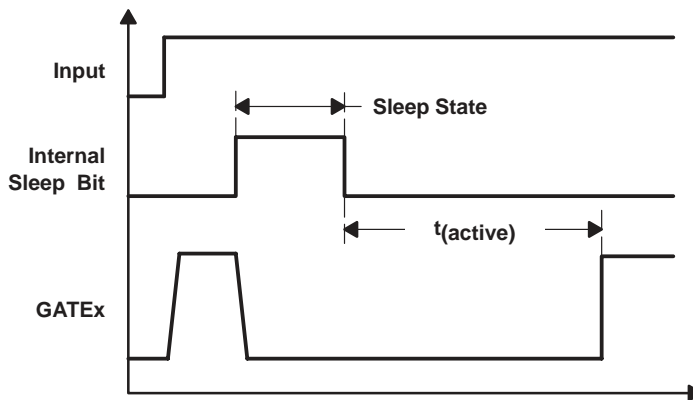 Input
Sleep State
Internal
Sleep Bit
t(active)
GATEx